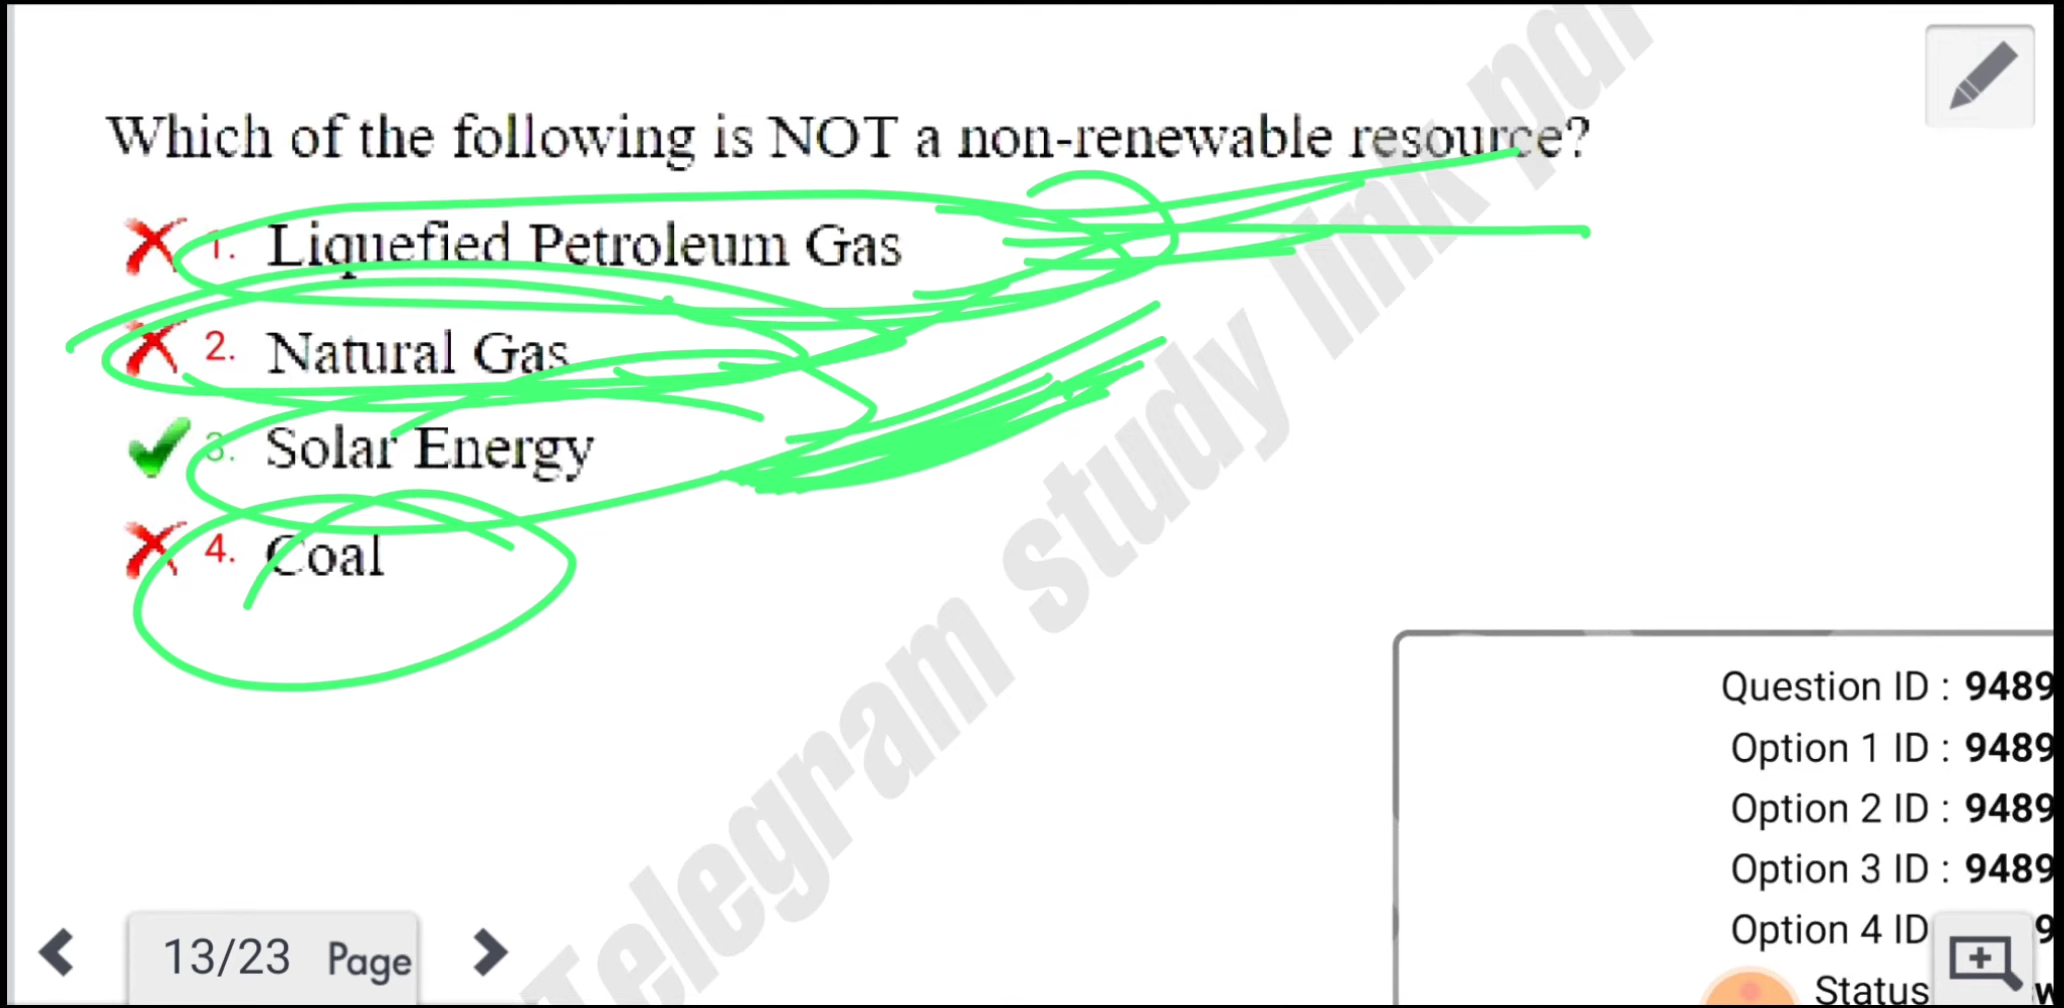 Which of the following is NOT a non-renewable resource?
1. Liquefied Petroleum Gas
2. Natural Gas
3. Solar Energy
4. Coal
Telegram study link pdf
Question ID : 9489
Option 1 ID : 9489
Option 2 ID : 9489
Option 3 ID : 9489
Option 4 ID 9
Status
13/23 Page